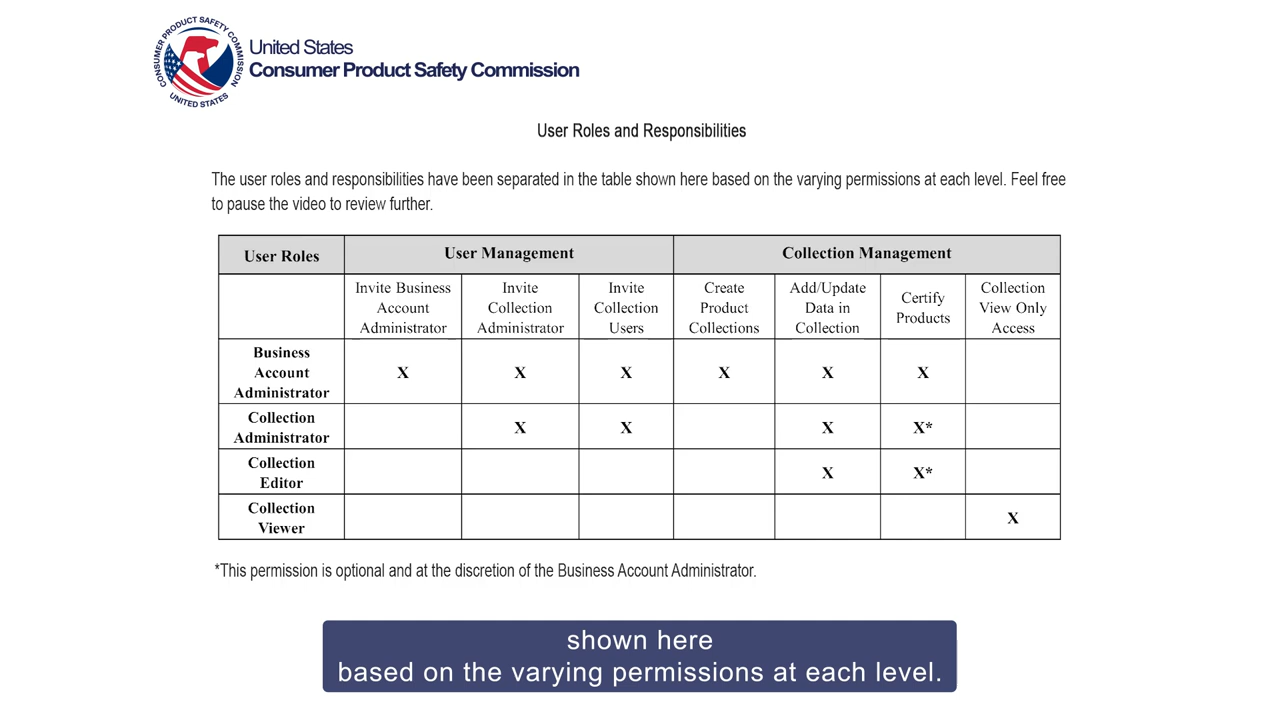 CONSUMER PRODUCT SAFETY COMMISSION
UNITED STATES
United States
Consumer Product Safety Commission
User Roles and Responsibilities
The user roles and responsibilities have been separated in the table shown here based on the varying permissions at each level. Feel free
to pause the video to review further.
User Roles User Management Collection Management
Invite Business Account Administrator Invite Collection Administrator Invite Collection Users Create Product Collections Add/Update Data in Collection Certify Products Collection View Only Access
Business Account Administrator X X X X X X
Collection Administrator X X X X*
Collection Editor X X*
Collection Viewer X
*This permission is optional and at the discretion of the Business Account Administrator.
shown here
based on the varying permissions at each level.